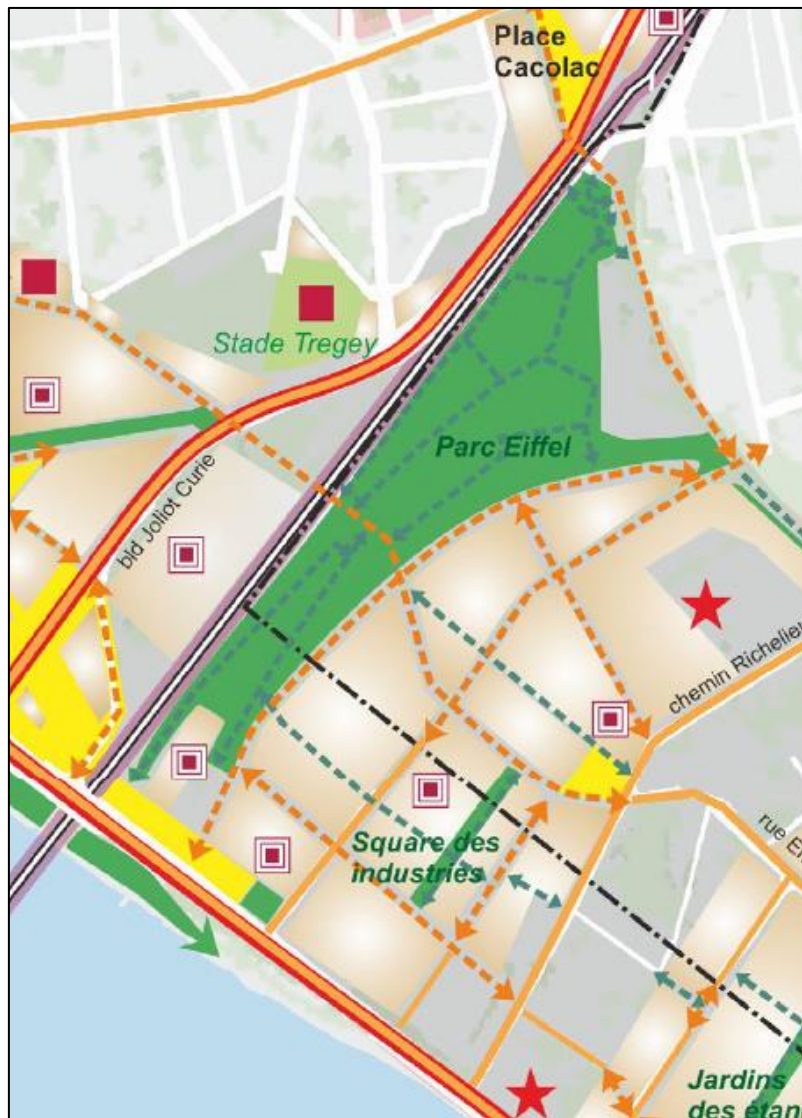 Place
Cacolac
Stade Tregey
Parc Eiffel
bld Joliot Curie
chemin Richelieu
Square des
industries
Jardins